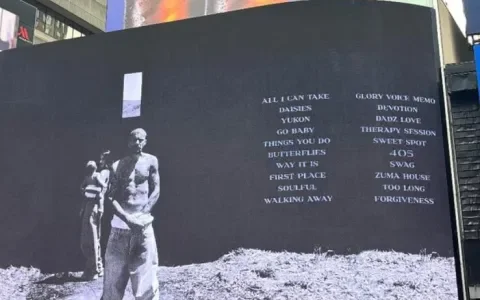 ALL I CAN TAKE
DAISIES
YUKON
GO BABY
THINGS YOU DO
BUTTERFLIES
WAY IT IS
FIRST PLACE
SOULFUL
WALKING AWAY
GLORY VOICE MEMO
DEVOTION
DADZ LOVE
THERAPY SESSION
SWEET SPOT
405
SWAG
ZUMA HOUSE
TOO LONG
FORGIVENESS